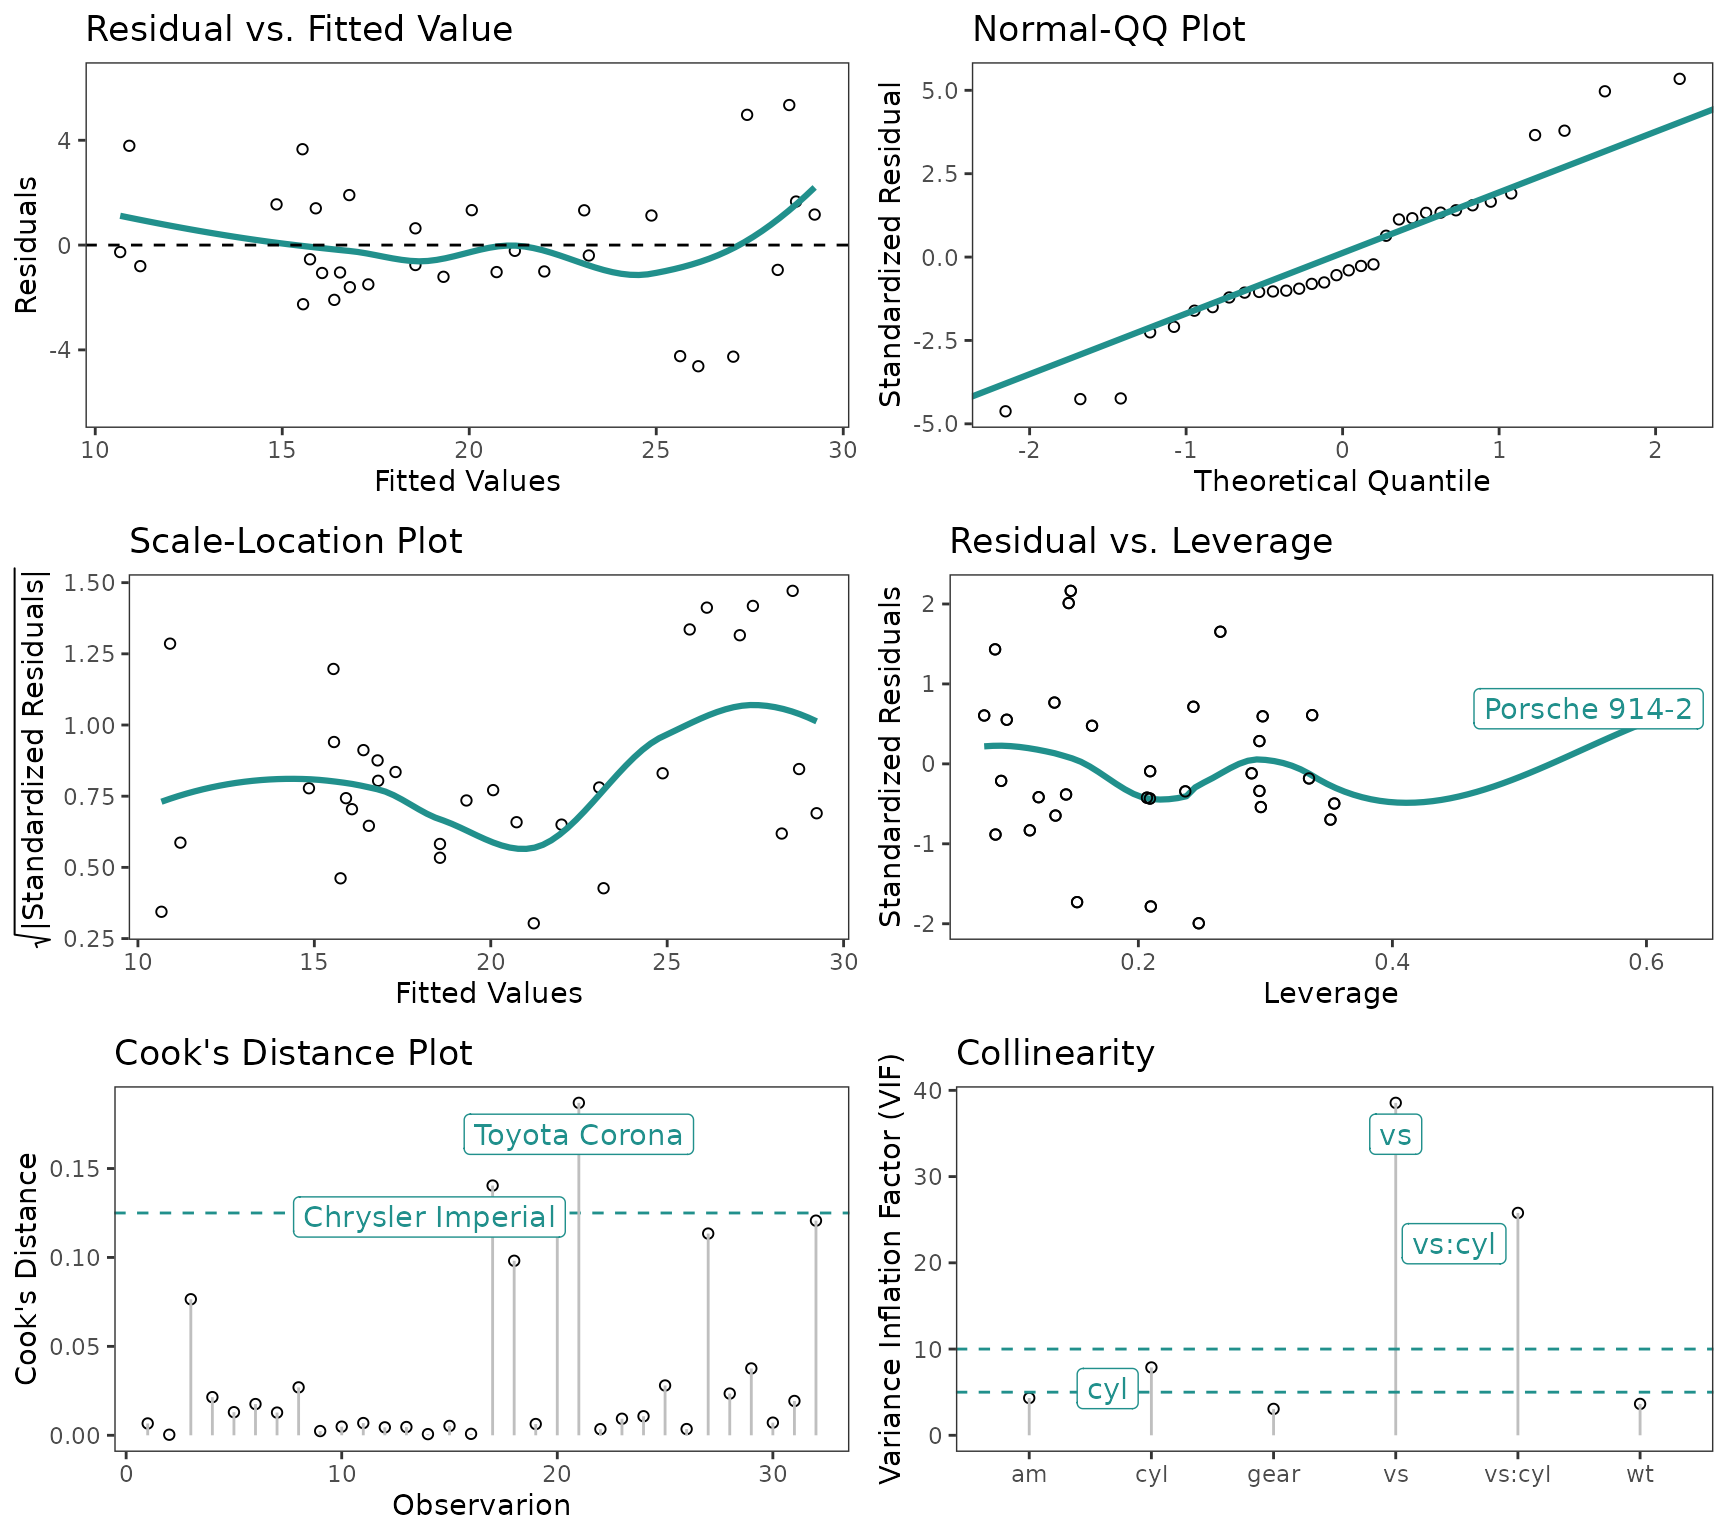 Residual vs. Fitted Value
Residuals
4
0
-4
10 15 20 25 30
Fitted Values
Normal-QQ Plot
Standardized Residual
5.0
2.5
0.0
-2.5
-5.0
-2 -1 0 1 2
Theoretical Quantile
Scale-Location Plot
√|Standardized Residuals|
1.50
1.25
1.00
0.75
0.50
0.25
10 15 20 25 30
Fitted Values
Residual vs. Leverage
Standardized Residuals
2
1
0
-1
-2
Porsche 914-2
0.2 0.4 0.6
Leverage
Cook's Distance Plot
Cook's Distance
0.15
0.10
0.05
0.00
Toyota Corona
Chrysler Imperial
0 10 20 30
Observarion
Collinearity
Variance Inflation Factor (VIF)
40
30
20
10
0
vs
vs:cyl
cyl
am cyl gear vs vs:cyl wt